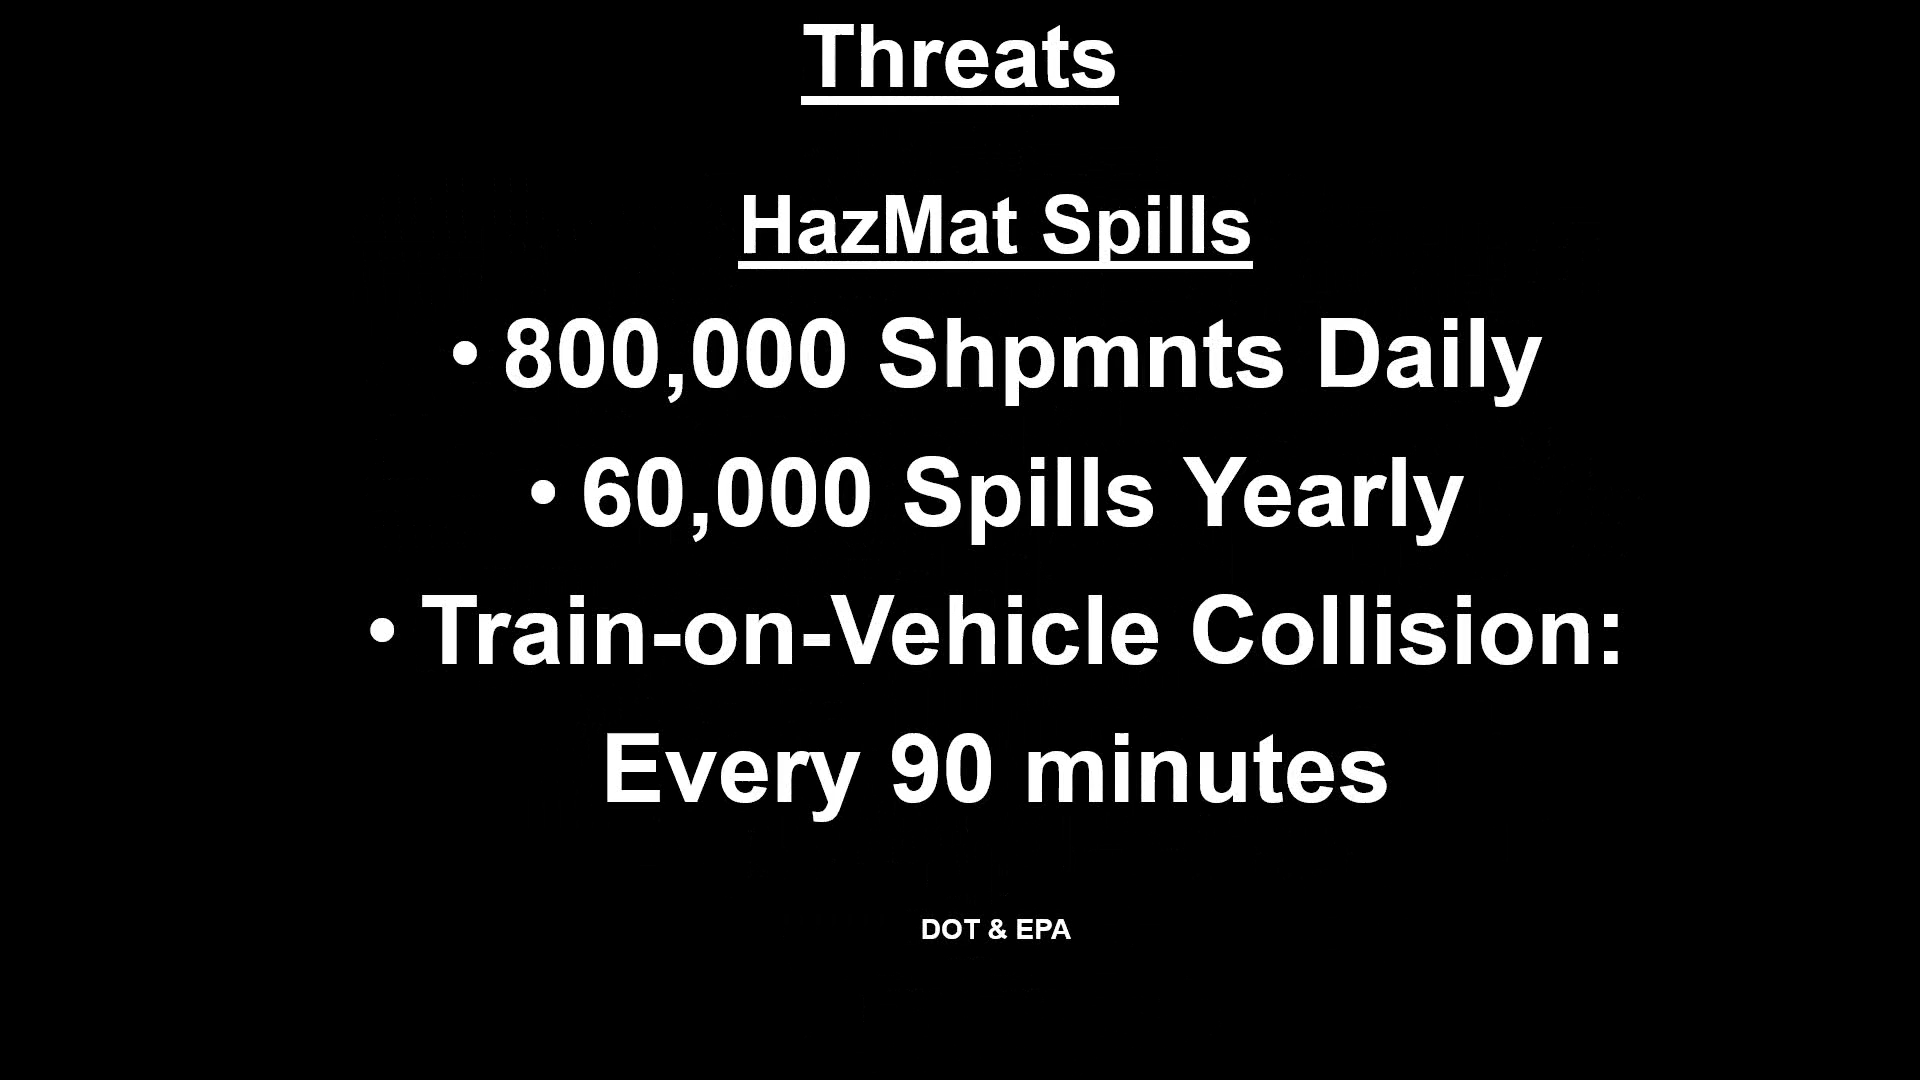 Threats
HazMat Spills
• 800,000 Shpmnts Daily
• 60,000 Spills Yearly
• Train-on-Vehicle Collision:
Every 90 minutes
DOT & EPA